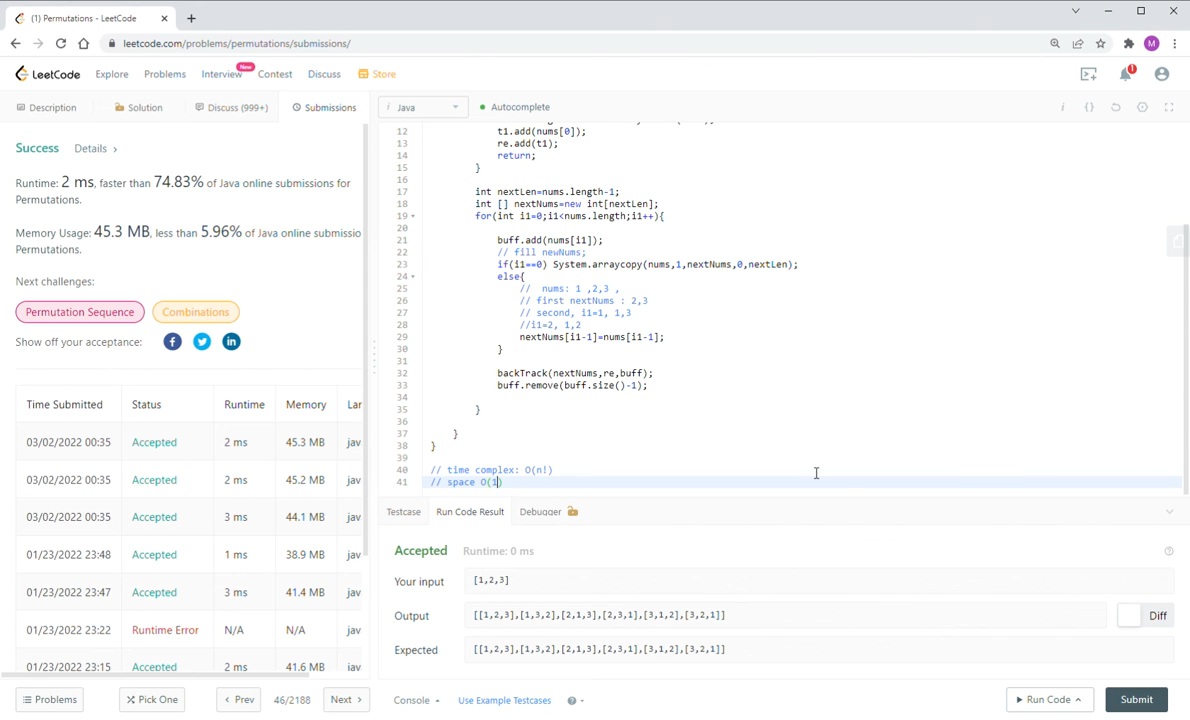 (1) Permutations - LeetCode
leetcode.com/problems/permutations/submissions/
M
LeetCode
Explore
Problems
Interview
New
Contest
Discuss
Store
1
Description
Solution
Discuss (999+)
Submissions
i Java
Autocomplete
Success
Details
Runtime: 2 ms, faster than 74.83% of Java online submissions for
Permutations.
Memory Usage: 45.3 MB, less than 5.96% of Java online submissio
Permutations.
Next challenges:
Permutation Sequence
Combinations
Show off your acceptance:
Time Submitted Status Runtime Memory Lar
03/02/2022 00:35 Accepted 2 ms 45.3 MB jav
03/02/2022 00:35 Accepted 2 ms 45.2 MB jav
03/02/2022 00:35 Accepted 3 ms 44.1 MB jav
01/23/2022 23:48 Accepted 1 ms 38.9 MB jav
01/23/2022 23:47 Accepted 3 ms 41.4 MB jav
01/23/2022 23:22 Runtime Error N/A N/A jav
01/23/2022 23:15 Accepted 2 ms 41.6 MB jav
12 t1.add(nums[0]);
13 re.add(t1);
14 return;
15 }
16
17 int nextLen=nums.length-1;
18 int [] nextNums=new int[nextLen];
19 for(int i1=0;i1<nums.length;i1++){
20
21 buff.add(nums[i1]);
22 // fill newNums;
23 if(i1==0) System.arraycopy(nums,1,nextNums,0,nextLen);
24 else{
25 // nums: 1 ,2,3 ,
26 // first nextNums : 2,3
27 // second, i1=1, 1,3
28 //i1=2, 1,2
29 nextNums[i1-1]=nums[i1-1];
30 }
31
32 backTrack(nextNums,re,buff);
33 buff.remove(buff.size()-1);
34
35 }
36
37 }
38 }
39
40 // time complex: O(n!)
41 // space O(1)
Testcase
Run Code Result
Debugger
Accepted Runtime: 0 ms
Your input [1,2,3]
Output [[1,2,3],[1,3,2],[2,1,3],[2,3,1],[3,1,2],[3,2,1]]
Diff
Expected [[1,2,3],[1,3,2],[2,1,3],[2,3,1],[3,1,2],[3,2,1]]
Problems
Pick One
Prev
46/2188
Next
Console
Use Example Testcases
Run Code
Submit